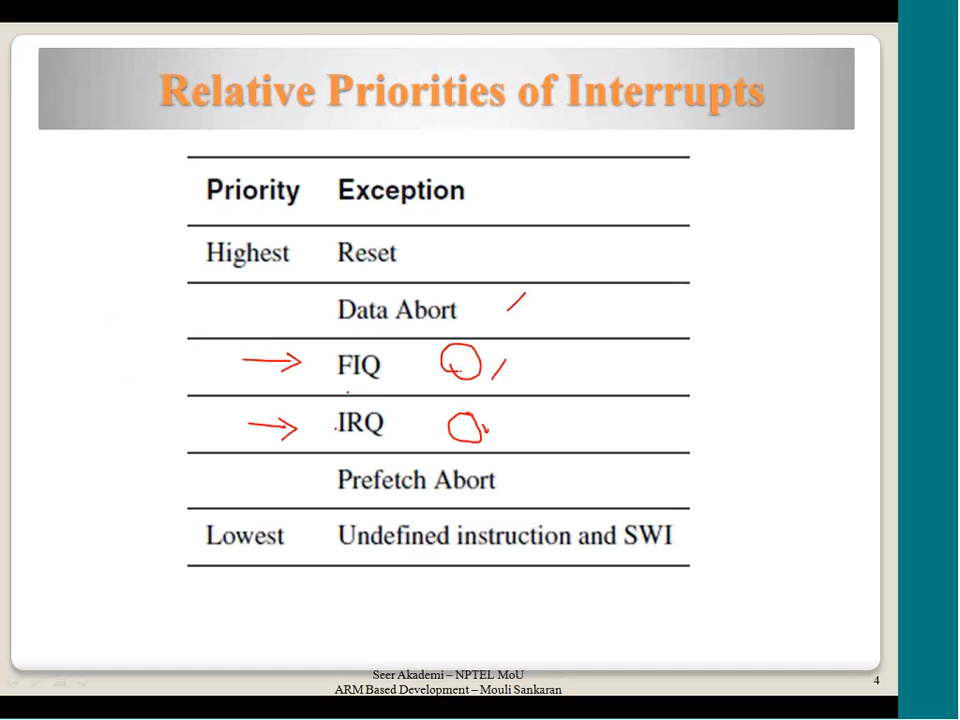 Relative Priorities of Interrupts
Priority Exception
Highest Reset
Data Abort
FIQ
IRQ
Prefetch Abort
Lowest Undefined instruction and SWI
Seer Akademi – NPTEL MoU
ARM Based Development – Mouli Sankaran
4